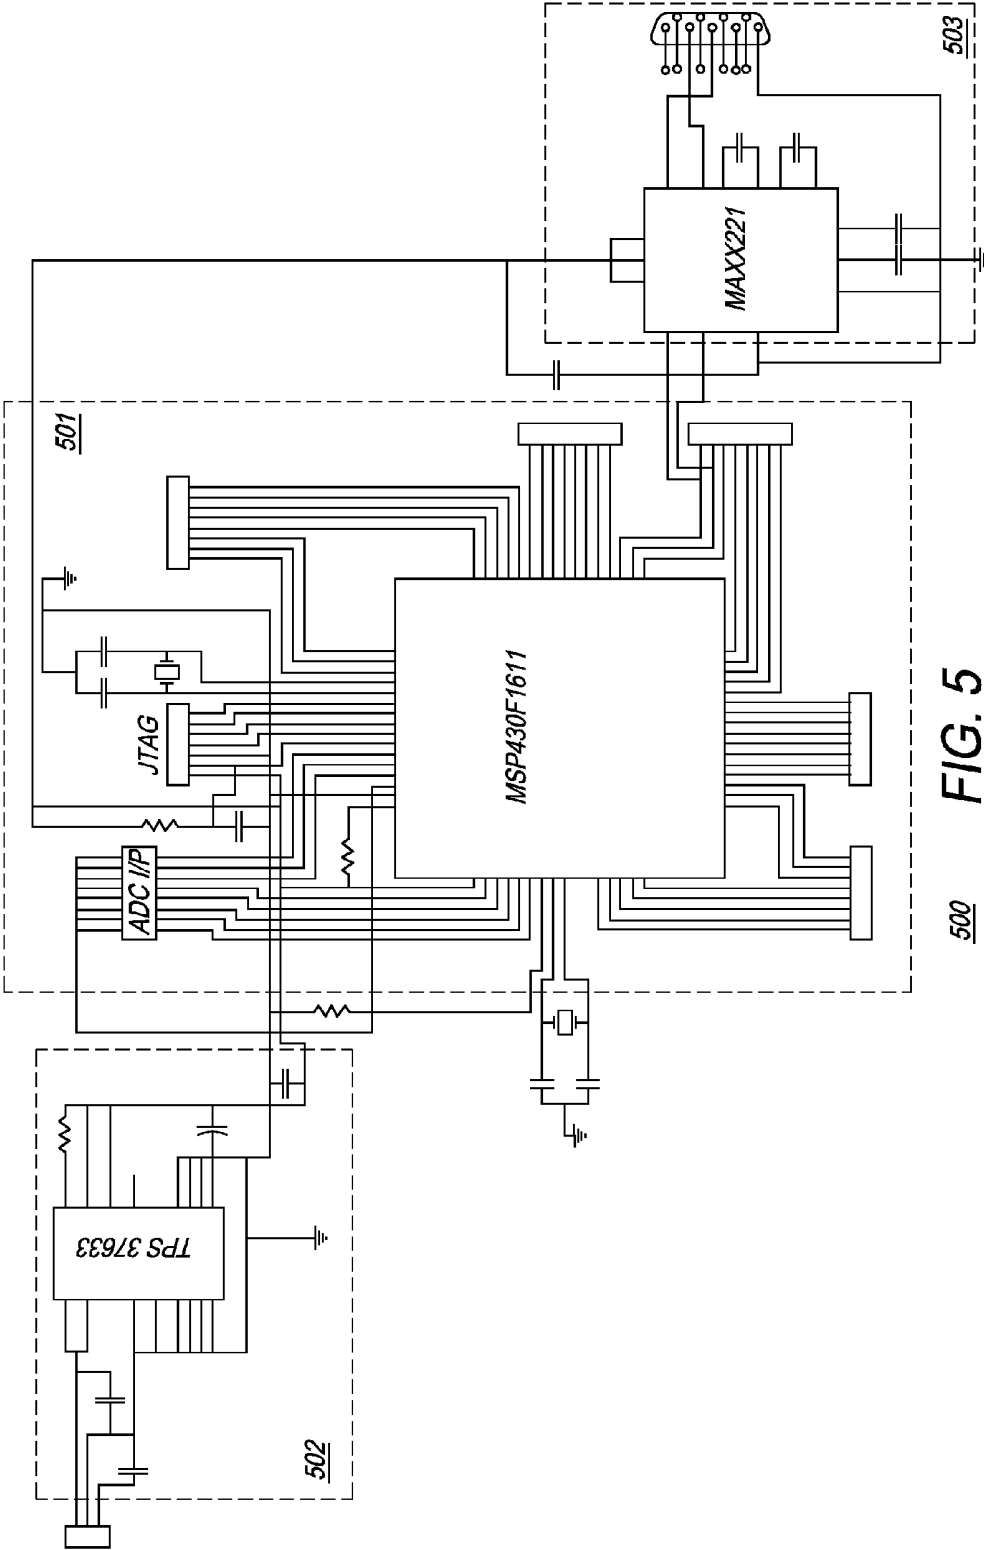 503
MAXX221
501
JTAG
MSP430F1611
ADC I/P
TPS 37633
502
500
FIG. 5